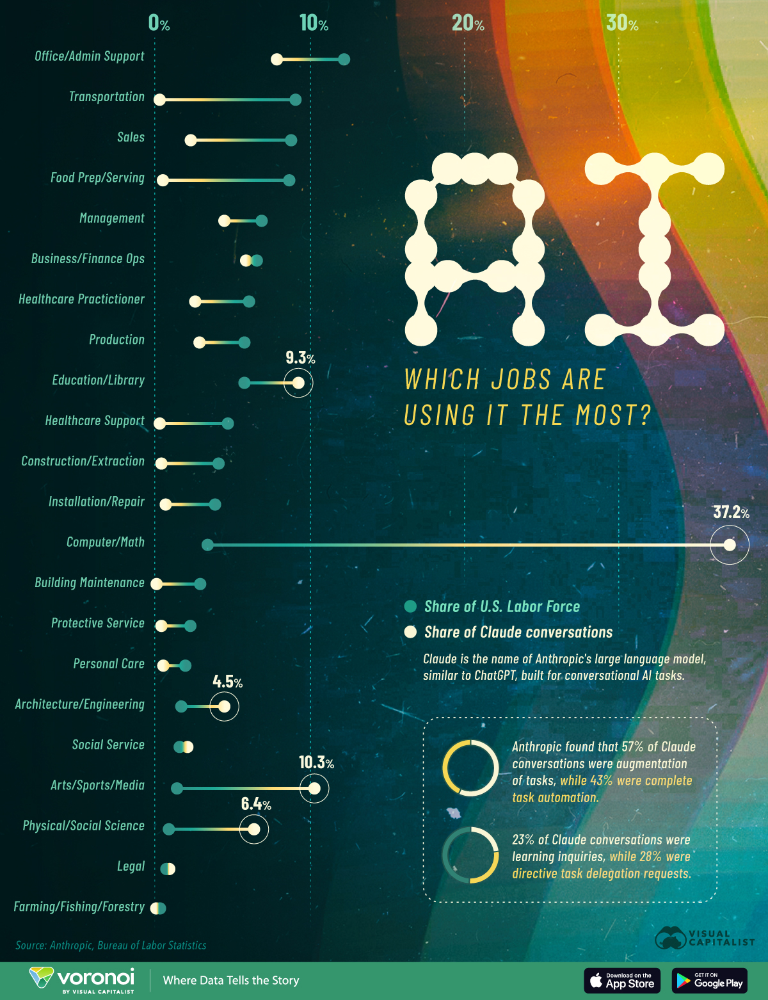 0% 10% 20% 30%
Office/Admin Support
Transportation
Sales
Food Prep/Serving
Management
Business/Finance Ops
Healthcare Practictioner
Production
Education/Library
9.3%
Healthcare Support
Construction/Extraction
Installation/Repair
Computer/Math
37.2%
Building Maintenance
Protective Service
Personal Care
Architecture/Engineering
4.5%
Social Service
Arts/Sports/Media
10.3%
Physical/Social Science
6.4%
Legal
Farming/Fishing/Forestry
AI
WHICH JOBS ARE
USING IT THE MOST?
Share of U.S. Labor Force
Share of Claude conversations
Claude is the name of Anthropic's large language model,
similar to ChatGPT, built for conversational AI tasks.
Anthropic found that 57% of Claude
conversations were augmentation
of tasks, while 43% were complete
task automation.
23% of Claude conversations were
learning inquiries, while 28% were
directive task delegation requests.
Source: Anthropic, Bureau of Labor Statistics
VISUAL
CAPITALIST
voronoi
BY VISUAL CAPITALIST
Where Data Tells the Story
Download on the
App Store
GET IT ON
Google Play